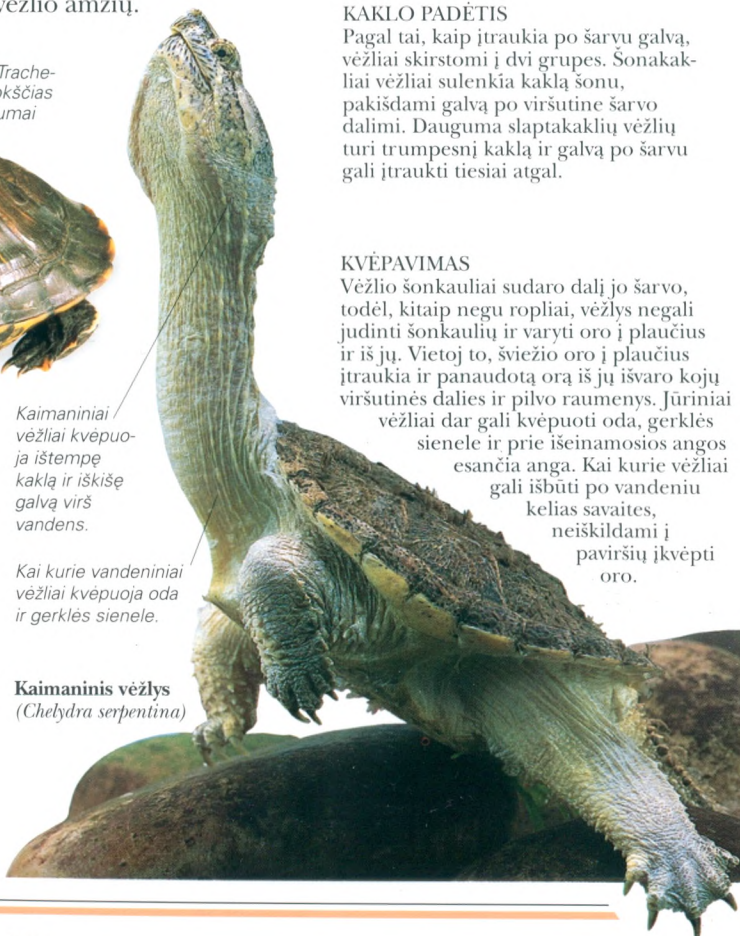 vėžlio amžių.
Trache-
okščias
umai
KAKLO PADĖTIS
Pagal tai, kaip įtraukia po šarvu galvą,
vėžliai skirstomi į dvi grupes. Šonakak-
liai vėžliai sulenkia kaklą šonu,
pakišdami galvą po viršutine šarvo
dalimi. Dauguma slaptakaklių vėžlių
turi trumpesnį kaklą ir galvą po šarvu
gali įtraukti tiesiai atgal.
KVĖPAVIMAS
Vėžlio šonkauliai sudaro dalį jo šarvo,
todėl, kitaip negu ropliai, vėžlys negali
judinti šonkaulių ir varyti oro į plaučius
ir iš jų. Vietoj to, šviežio oro į plaučius
įtraukia ir panaudotą orą iš jų išvaro kojų
viršutinės dalies ir pilvo raumenys. Jūriniai
vėžliai dar gali kvėpuoti oda, gerklės
sienele ir prie išeinamosios angos
esančia anga. Kai kurie vėžliai
gali išbūti po vandeniu
kelias savaites,
neiškildami į
paviršių įkvėpti
oro.
Kaimaniniai
vėžliai kvėpuo-
ja ištempę
kaklą ir iškišę
galvą virš
vandens.
Kai kurie vandeniniai
vėžliai kvėpuoja oda
ir gerklės sienele.
Kaimaninis vėžlys
(Chelydra serpentina)